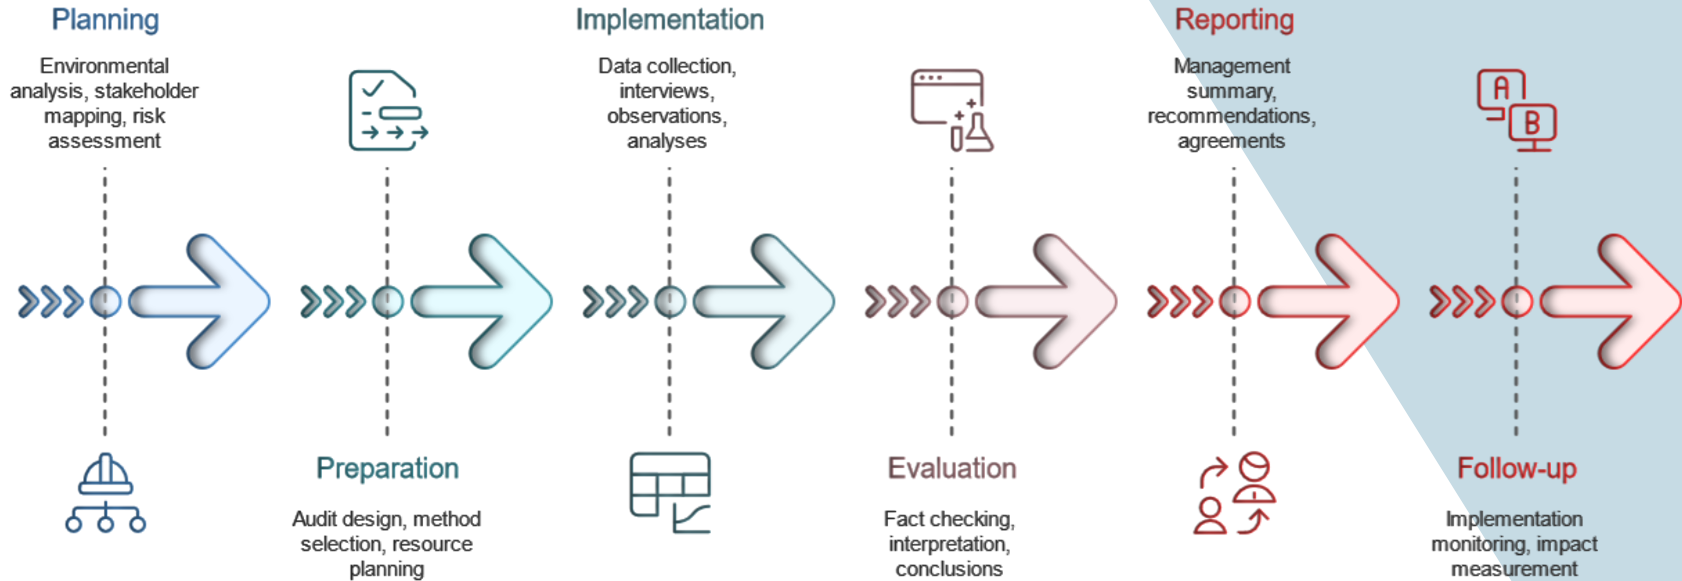 Planning
Environmental
analysis, stakeholder
mapping, risk
assessment
Preparation
Audit design, method
selection, resource
planning
Implementation
Data collection,
interviews,
observations,
analyses
Evaluation
Fact checking,
interpretation,
conclusions
Reporting
Management
summary,
recommendations,
agreements
A
B
Follow-up
Implementation
monitoring, impact
measurement